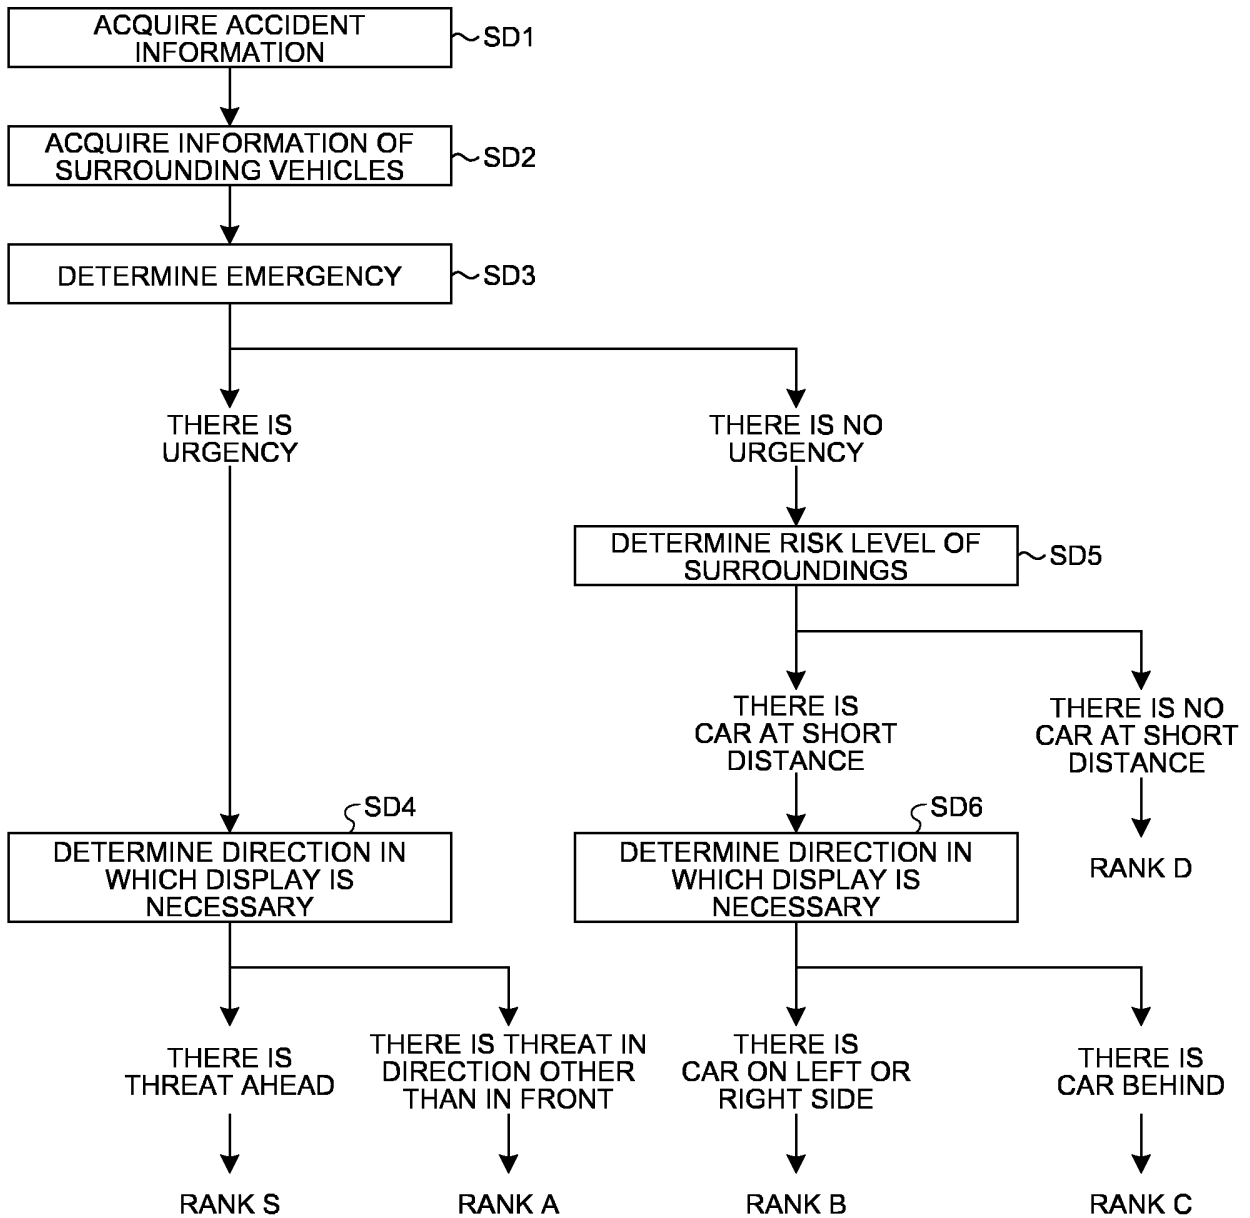 ACQUIRE ACCIDENT
INFORMATION
SD1
ACQUIRE INFORMATION OF
SURROUNDING VEHICLES
SD2
DETERMINE EMERGENCY
SD3
THERE IS
URGENCY
THERE IS NO
URGENCY
DETERMINE RISK LEVEL OF
SURROUNDINGS
SD5
THERE IS
CAR AT SHORT
DISTANCE
THERE IS NO
CAR AT SHORT
DISTANCE
RANK D
SD4
DETERMINE DIRECTION IN
WHICH DISPLAY IS
NECESSARY
SD6
DETERMINE DIRECTION IN
WHICH DISPLAY IS
NECESSARY
THERE IS
THREAT AHEAD
THERE IS THREAT IN
DIRECTION OTHER
THAN IN FRONT
THERE IS
CAR ON LEFT OR
RIGHT SIDE
THERE IS
CAR BEHIND
RANK S
RANK A
RANK B
RANK C